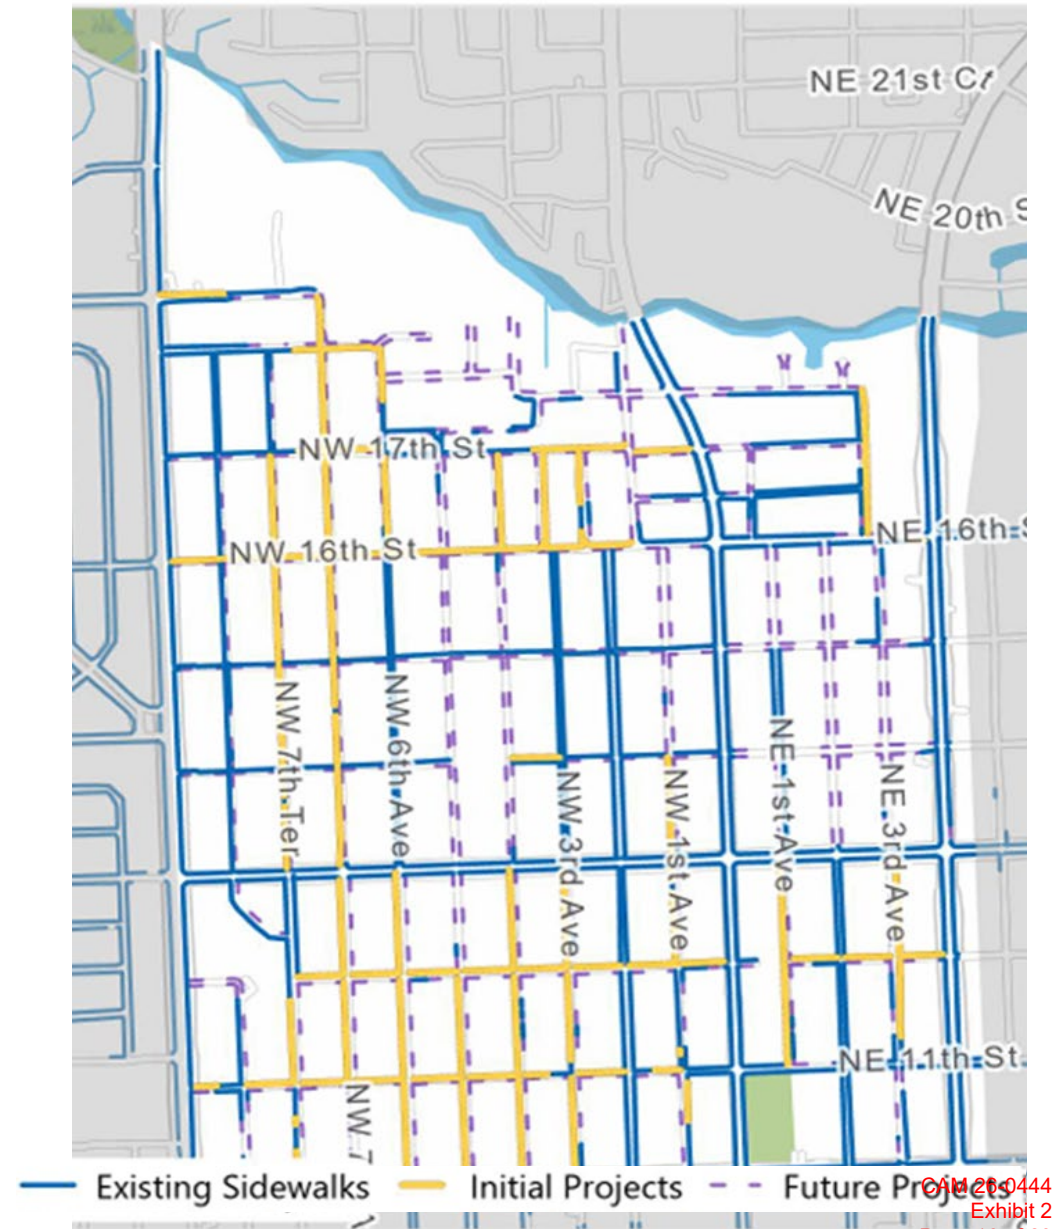 NE 21st Ct
NE 20th S
NW 17th St
NE 16th S
NW 16th St
NW 7th Ter
NW 6th Ave
NW 3rd Ave
NW 1st Ave
NE 1st Ave
NE 3rd Ave
NE 11th St
NW 7
Existing Sidewalks Initial Projects Future Projects
CAM 26-0444
Exhibit 2